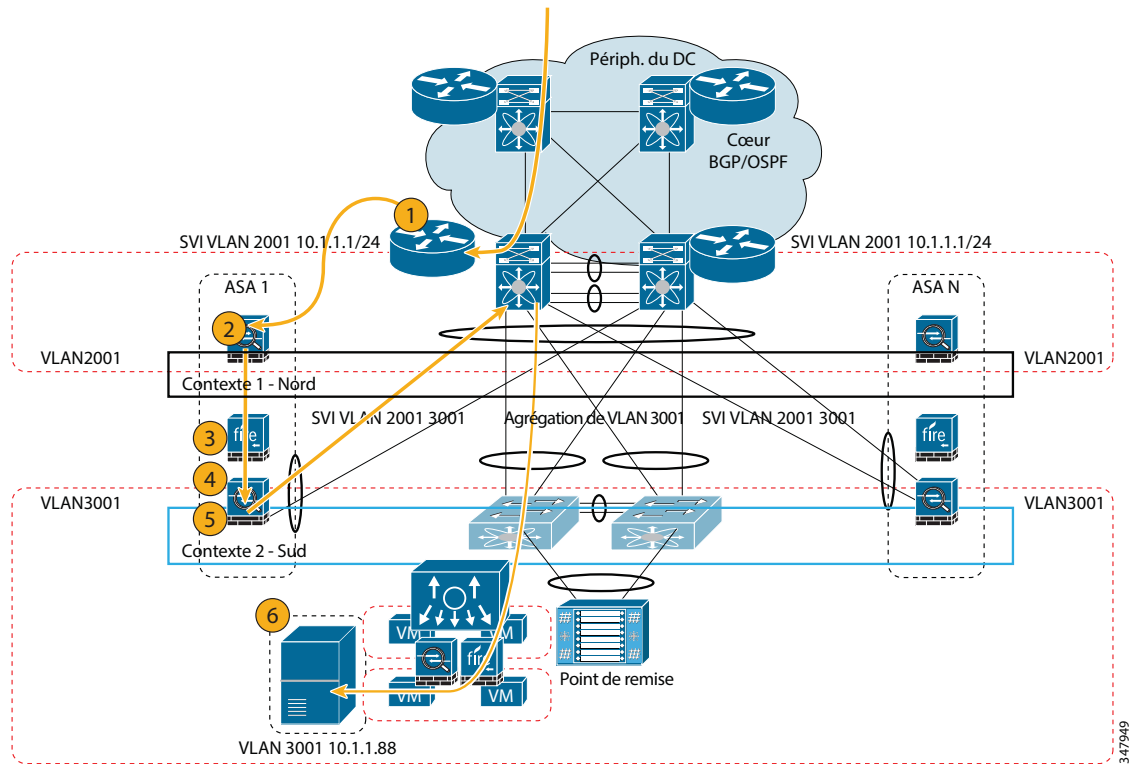 Périph. du DC
Cœur
BGP/OSPF
1
SVI VLAN 2001 10.1.1.1/24
SVI VLAN 2001 10.1.1.1/24
ASA 1
ASA N
2
VLAN2001
VLAN2001
Contexte 1 - Nord
SVI VLAN 2001 3001
Agrégation de VLAN 3001
SVI VLAN 2001 3001
3
fire
fire
4
VLAN3001
VLAN3001
5
Contexte 2 - Sud
6
VM
VM
fire
Point de remise
VM
VM
VLAN 3001 10.1.1.88
347949